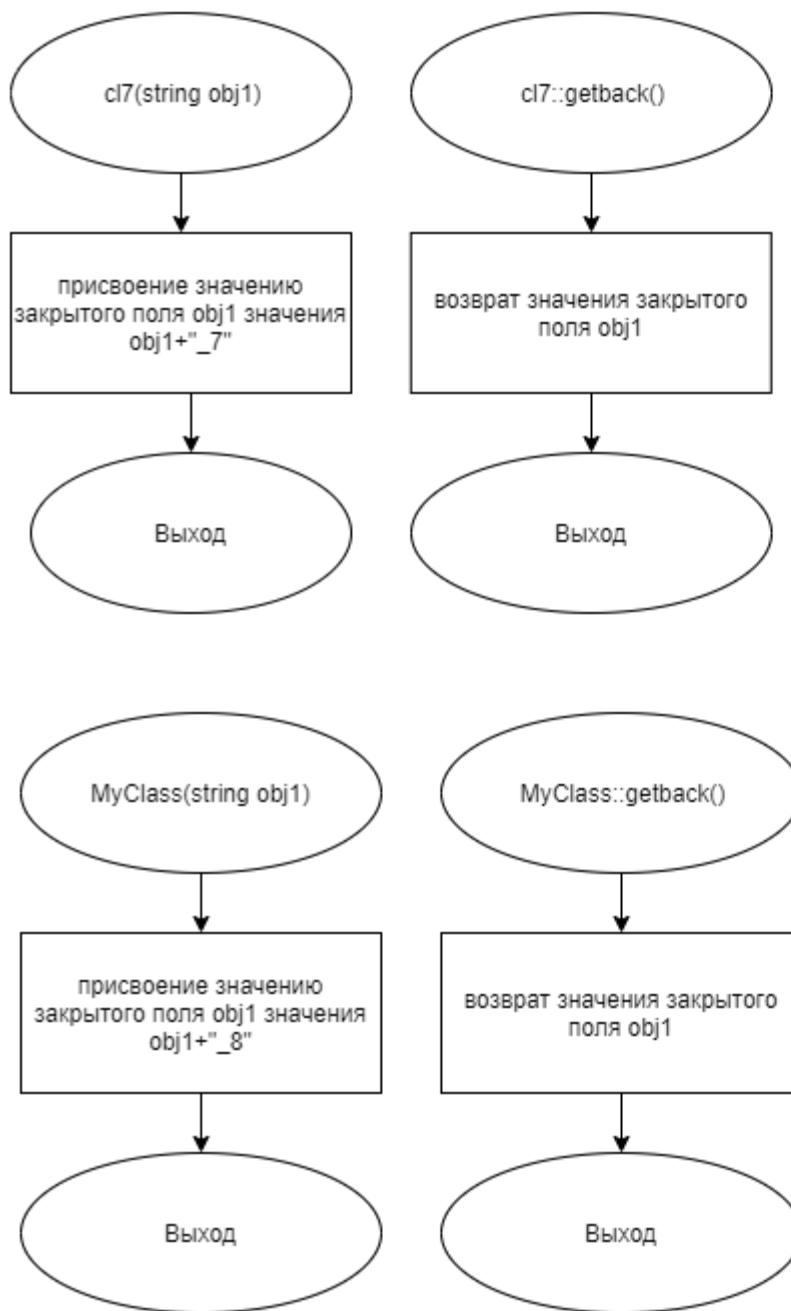 cl7(string obj1)
cl7::getback()
присвоение значению
закрытого поля obj1 значения
obj1+"_7"
возврат значения закрытого
поля obj1
Выход
Выход
MyClass(string obj1)
MyClass::getback()
присвоение значению
закрытого поля obj1 значения
obj1+"_8"
возврат значения закрытого
поля obj1
Выход
Выход